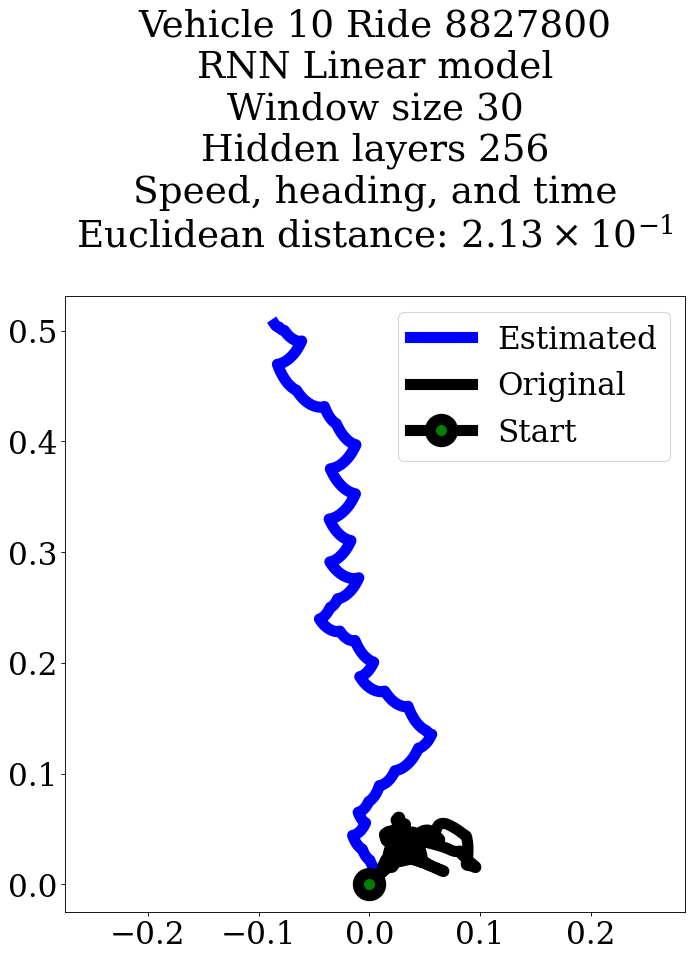 Vehicle 10 Ride 8827800
RNN Linear model
Window size 30
Hidden layers 256
Speed, heading, and time
Euclidean distance: 2.13 × 10⁻¹
Estimated
Original
Start
0.5
0.4
0.3
0.2
0.1
0.0
−0.2 −0.1 0.0 0.1 0.2